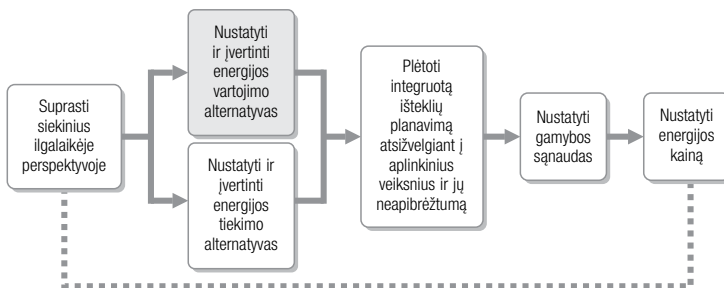 Suprasti
siekinius
ilgalaikėje
perspektyvoje
Nustatyti
ir įvertinti
energijos
vartojimo
alternatyvas
Nustatyti ir
įvertinti
energijos
tiekimo
alternatyvas
Plėtoti
integruotą
išteklių
planavimą
atsižvelgiant į
aplinkinius
veiksnius ir jų
neapibrėžtumą
Nustatyti
gamybos
sąnaudas
Nustatyti
energijos
kainą